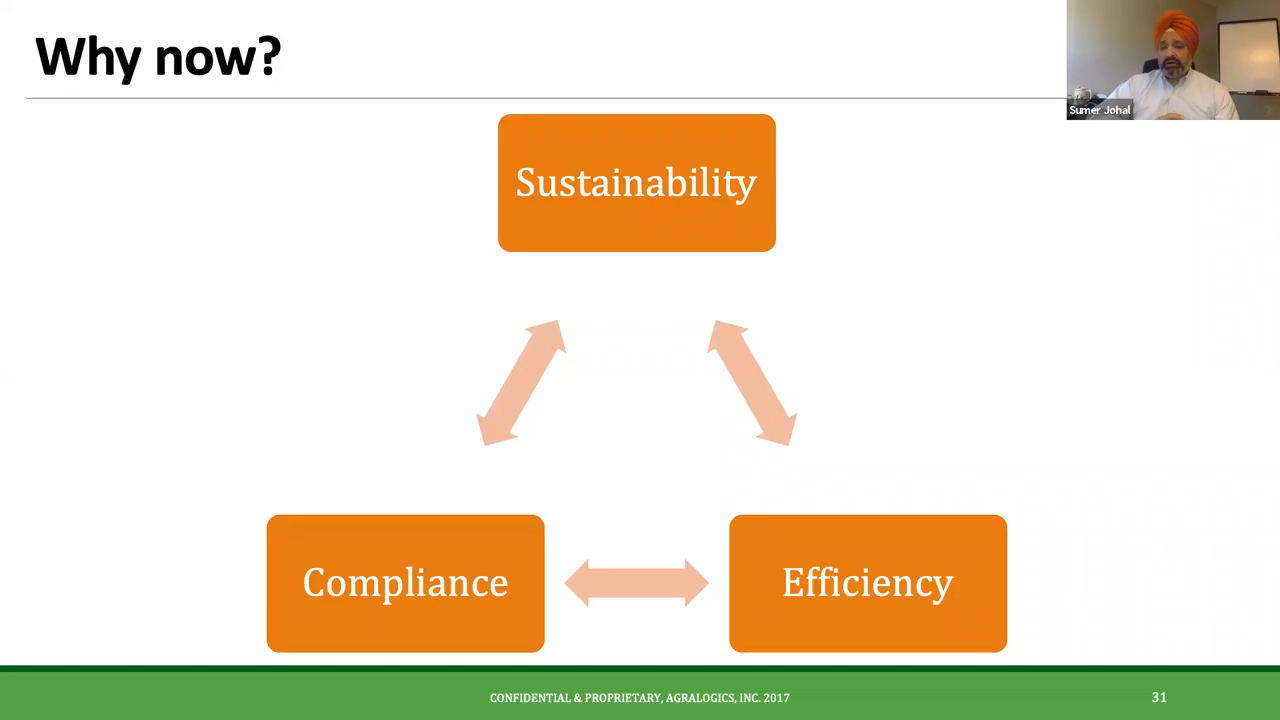 Why now?
Sumer Johal
Sustainability
Compliance
Efficiency
CONFIDENTIAL & PROPRIETARY, AGRALOGICS, INC. 2017
31